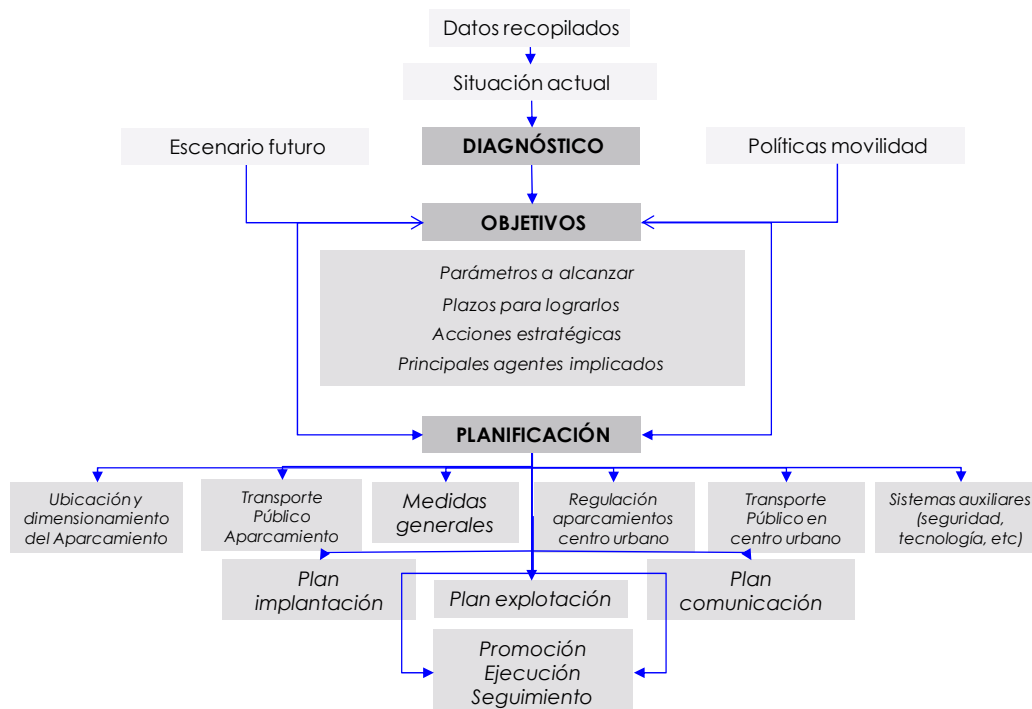 Datos recopilados
Situación actual
Escenario futuro
DIAGNÓSTICO
Políticas movilidad
OBJETIVOS
Parámetros a alcanzar
Plazos para lograrlos
Acciones estratégicas
Principales agentes implicados
PLANIFICACIÓN
Ubicación y
dimensionamiento
del Aparcamiento
Transporte
Público
Aparcamiento
Medidas
generales
Regulación
aparcamientos
centro urbano
Transporte
Público en
centro urbano
Sistemas auxiliares
(seguridad,
tecnología, etc)
Plan
implantación
Plan explotación
Plan
comunicación
Promoción
Ejecución
Seguimiento